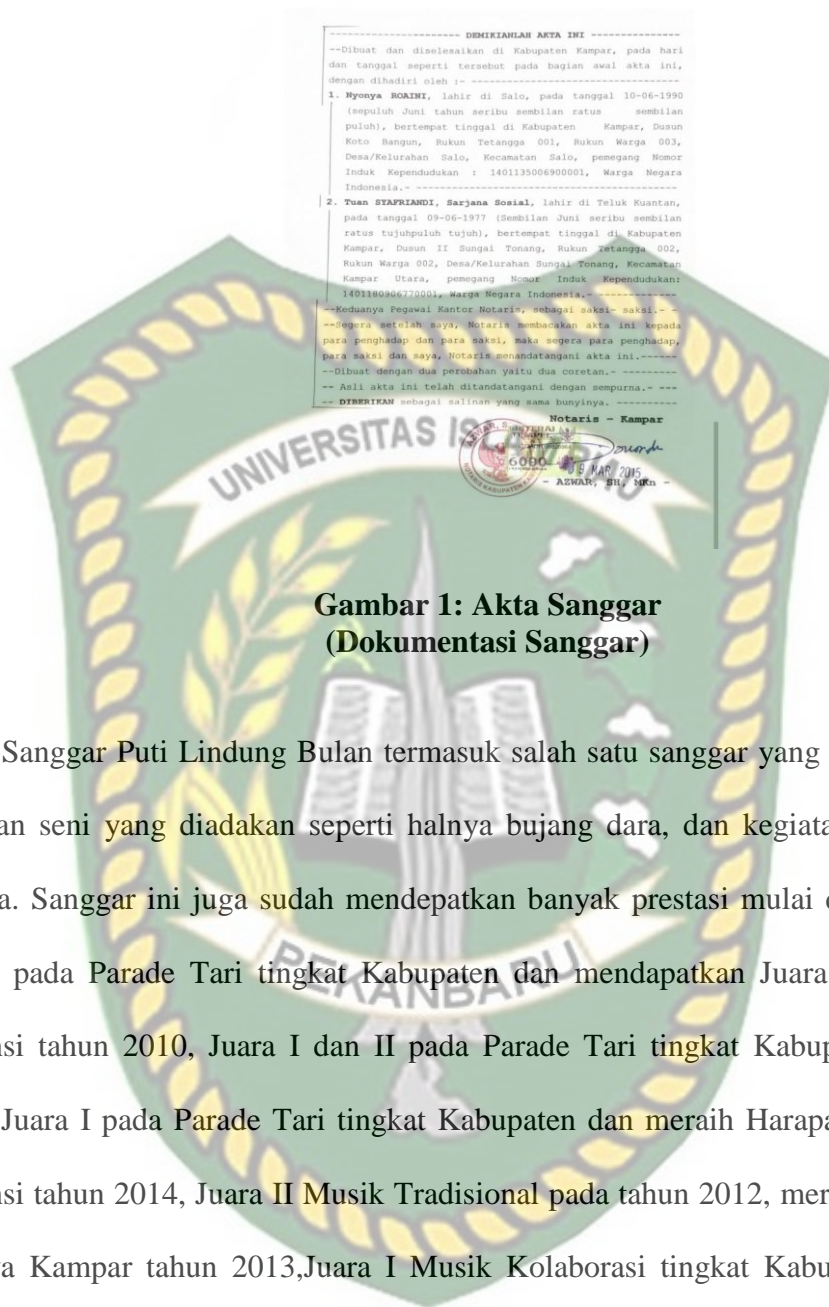 -------------------- DEMIKIANLAH AKTA INI --------------
--Dibuat dan diselesaikan di Kabupaten Kampar, pada hari
dan tanggal seperti tersebut pada bagian awal akta ini,
dengan dihadiri oleh :- --------------------------------
1. Nyonya ROAINI, lahir di Salo, pada tanggal 10-06-1990
(sepuluh Juni tahun seribu sembilan ratus sembilan
puluh), bertempat tinggal di Kabupaten Kampar, Dusun
Koto Bangun, Rukun Tetangga 001, Rukun Warga 003,
Desa/Kelurahan Salo, Kecamatan Salo, pemegang Nomor
Induk Kependudukan : 1401135006900001, Warga Negara
Indonesia.- ----------------------------------------
2. Tuan SYAFRIANDI, Sarjana Sosial, lahir di Teluk Kuantan,
pada tanggal 09-06-1977 (Sembilan Juni seribu sembilan
ratus tujuhpuluh tujuh), bertempat tinggal di Kabupaten
Kampar, Dusun II Sungai Tonang, Rukun Tetangga 002,
Rukun Warga 002, Desa/Kelurahan Sungai Tonang, Kecamatan
Kampar Utara, pemegang Nomor Induk Kependudukan:
1401180906770001, Warga Negara Indonesia.- -------------
--Keduanya Pegawai Kantor Notaris, sebagai saksi- saksi.- -
--Segera setelah saya, Notaris membacakan akta ini kepada
para penghadap dan para saksi, maka segera para penghadap,
para saksi dan saya, Notaris menandatangani akta ini.------
--Dibuat dengan dua perobahan yaitu dua coretan.- ---------
-- Asli akta ini telah ditandatangani dengan sempurna.- ---
-- DIBERIKAN sebagai salinan yang sama bunyinya. ----------
Notaris - Kampar
6000
9 MAR 2015
- AZWAR, SH, MKn -
UNIVERSITAS ISLAM RIAU
Gambar 1: Akta Sanggar
(Dokumentasi Sanggar)
Sanggar Puti Lindung Bulan termasuk salah satu sanggar yang
an seni yang diadakan seperti halnya bujang dara, dan kegiata
a. Sanggar ini juga sudah mendepatkan banyak prestasi mulai
pada Parade Tari tingkat Kabupaten dan mendapatkan Juara
nsi tahun 2010, Juara I dan II pada Parade Tari tingkat Kabup
Juara I pada Parade Tari tingkat Kabupaten dan meraih Harapa
nsi tahun 2014, Juara II Musik Tradisional pada tahun 2012, mer
a Kampar tahun 2013,Juara I Musik Kolaborasi tingkat Kabu
PEKANBARU